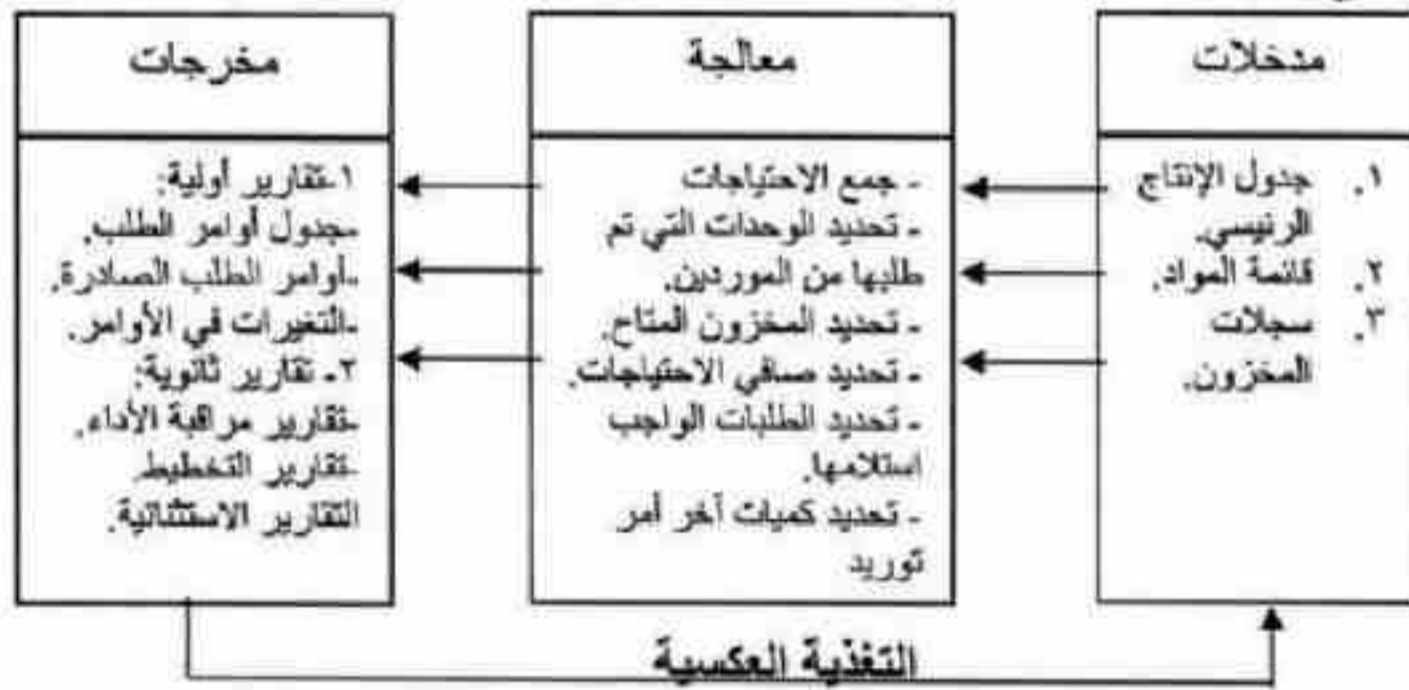 مدخلات
١. جدول الإنتاج
الرئيسي.
٢. قائمة المواد.
٣. سجلات
المخزون.
معالجة
- جمع الاحتياجات
- تحديد الوحدات التي تم
طلبها من الموردين.
- تحديد المخزون المتاح.
- تحديد صافي الاحتياجات.
- تحديد الطلبات الواجب
استلامها.
- تحديد كميات آخر أمر
توريد
مخرجات
١-تقارير أولية:
-جدول أوامر الطلب.
-أوامر الطلب الصادرة.
-التغيرات في الأوامر.
٢- تقارير ثانوية:
-تقارير مراقبة الأداء.
-تقارير التخطيط.
التقارير الاستثنائية.
التغذية العكسية